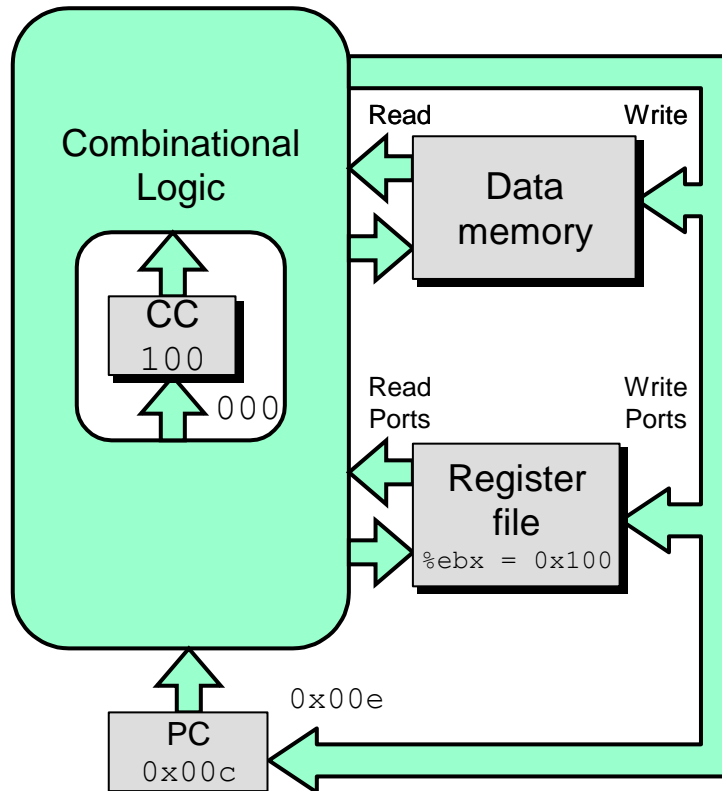 Combinational
Logic
CC
100
000
Read
Write
Data
memory
Read
Ports
Write
Ports
Register
file
%ebx = 0x100
0x00e
PC
0x00c